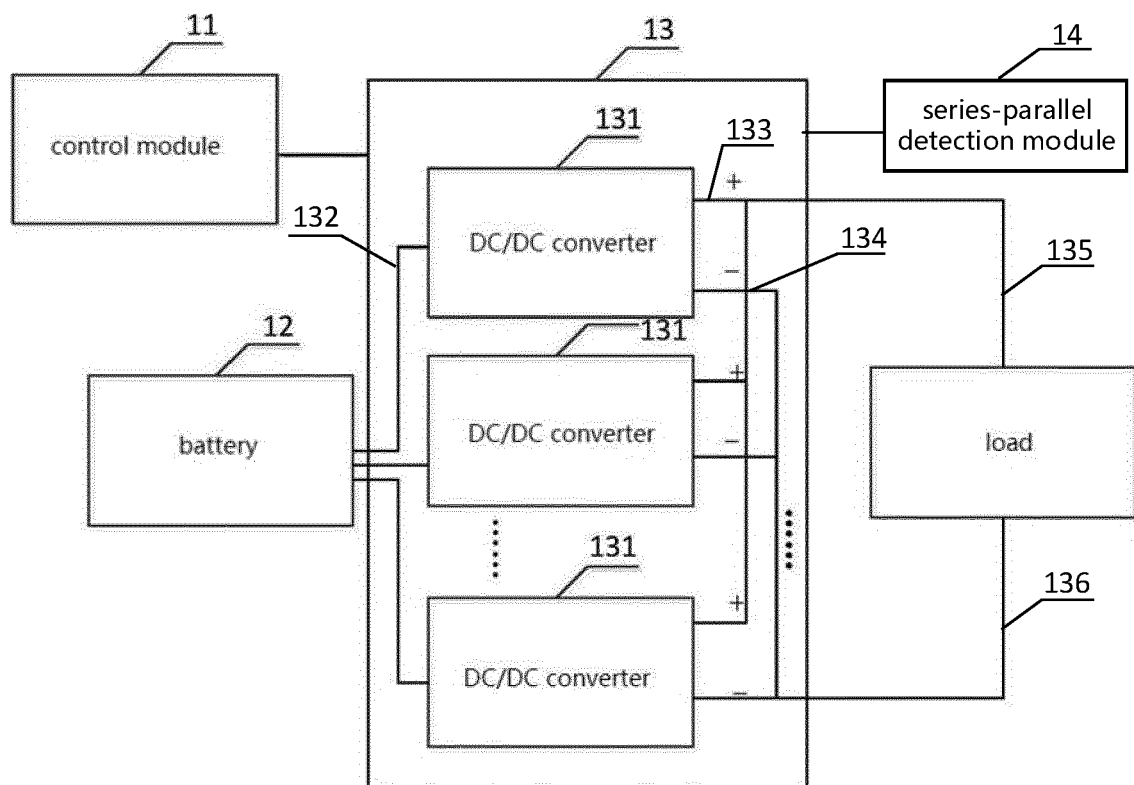 11
13
14
control module
131
133
series-parallel
detection module
+
132
DC/DC converter
134
−
135
12
131
battery
+
DC/DC converter
−
load
131
+
136
DC/DC converter
−